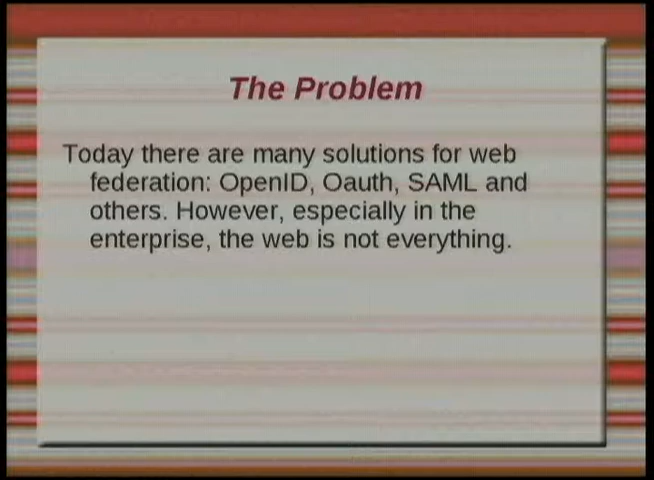 The Problem
Today there are many solutions for web
federation: OpenID, Oauth, SAML and
others. However, especially in the
enterprise, the web is not everything.